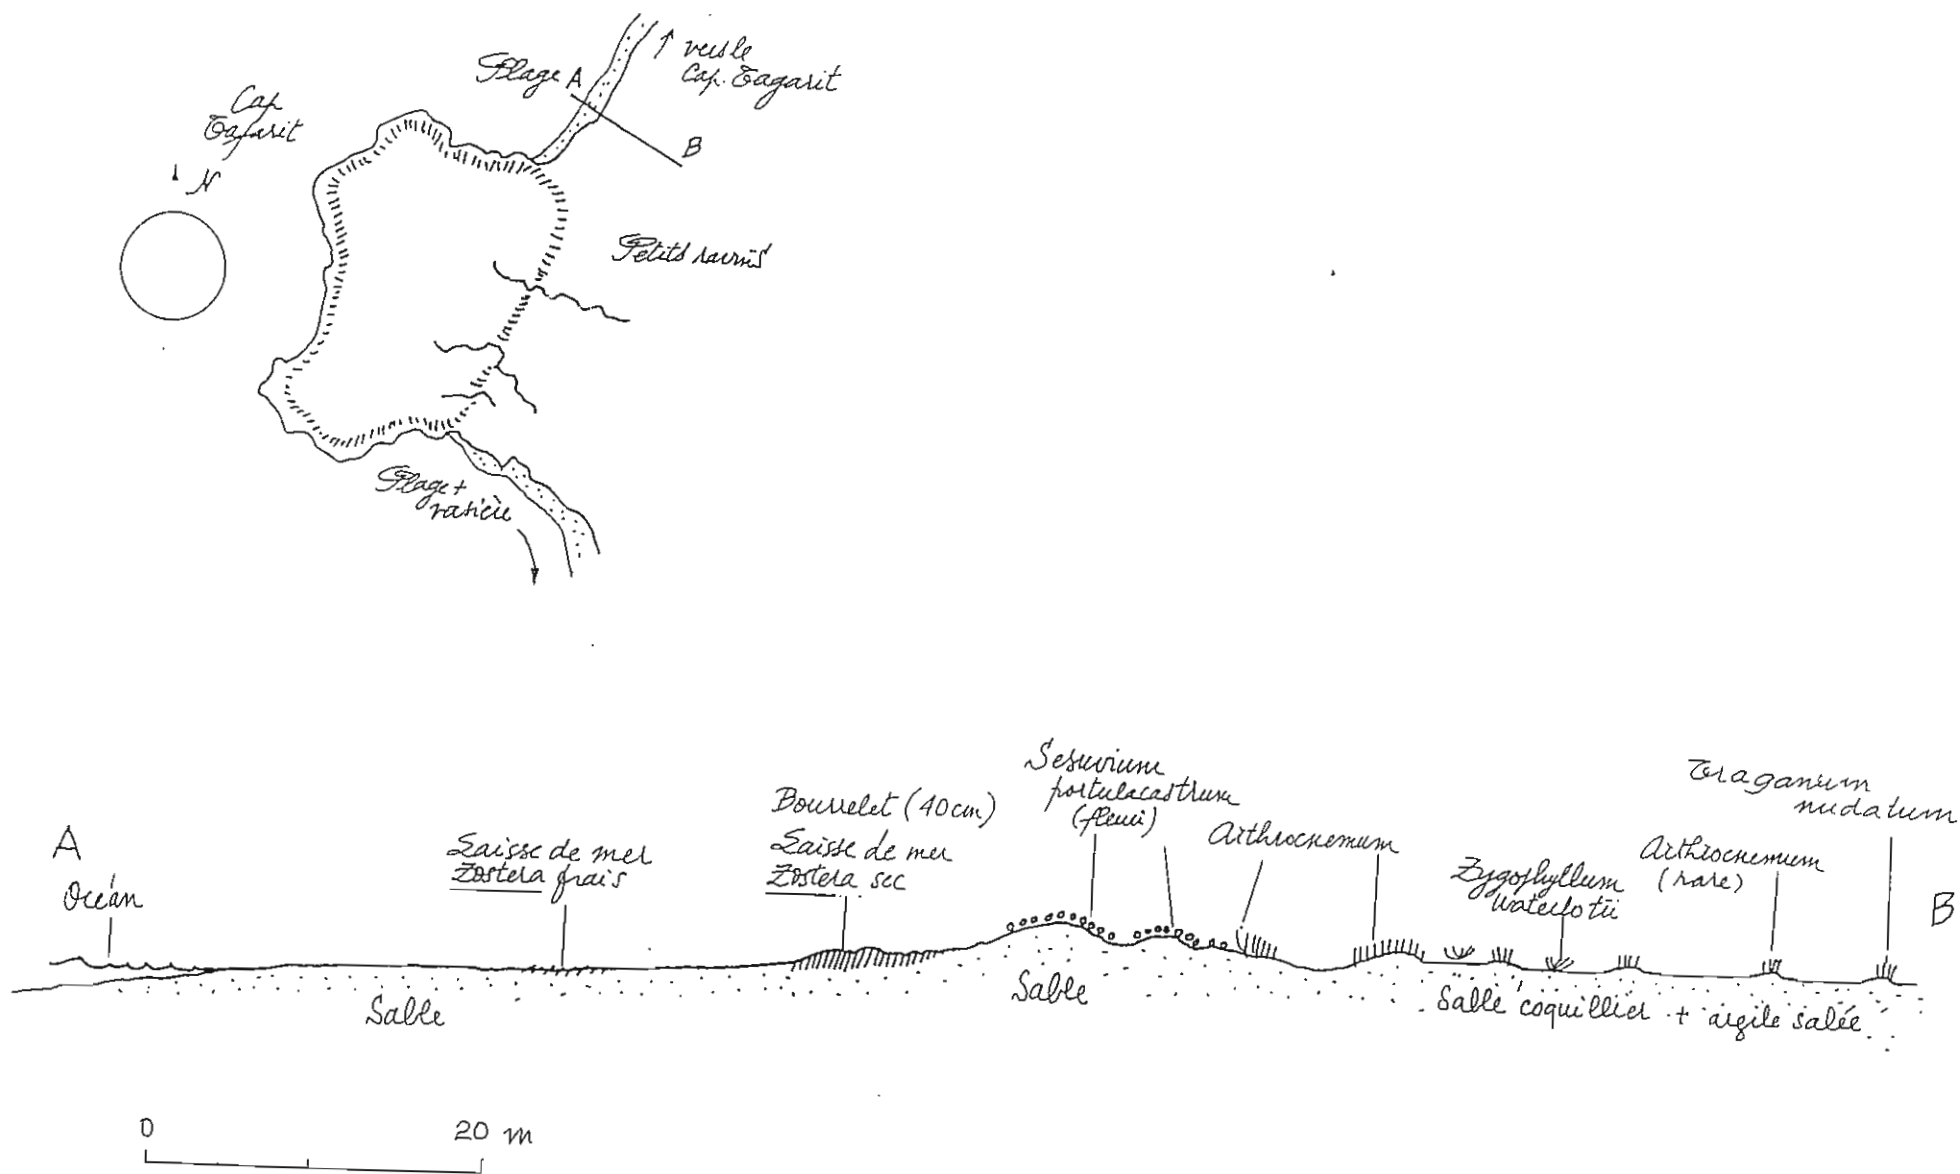 Plage
A
vers le
Cap. Tagarit
B
Cap
Tafarit
N
Petits ravins
Plage +
A
Océan
Laisse de mer
Zostera frais
Bourrelet (40 cm)
Laisse de mer
Zostera sec
Sesuvium
portulacastrum
(fleuri)
Arthrocnemum
Zygophyllum
Waterlotii
Arthrocnemum
(rare)
Traganum
nudatum
B
Sable
Sable
Sable coquillier + argile salée
0
20 m